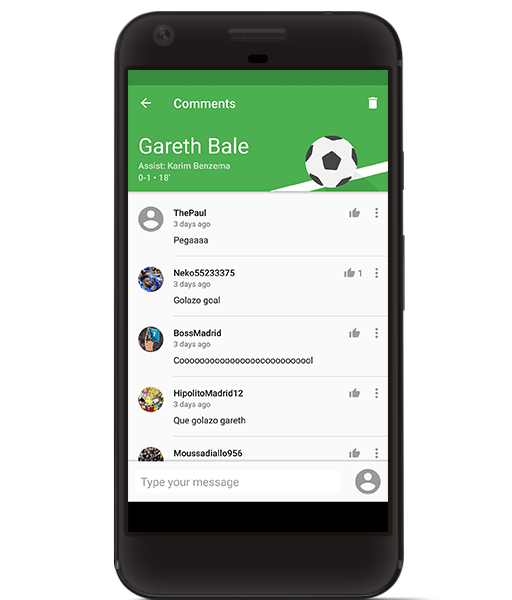 Comments
Gareth Bale
Assist: Karim Benzema
0-1 • 18'
ThePaul
3 days ago
Pegaaaa
Neko55233375
1
3 days ago
Golazo goal
BossMadrid
3 days ago
Cooooooooooooooooooooooooooool
HipolitoMadrid12
3 days ago
Que golazo gareth
Moussadiallo956
Type your message